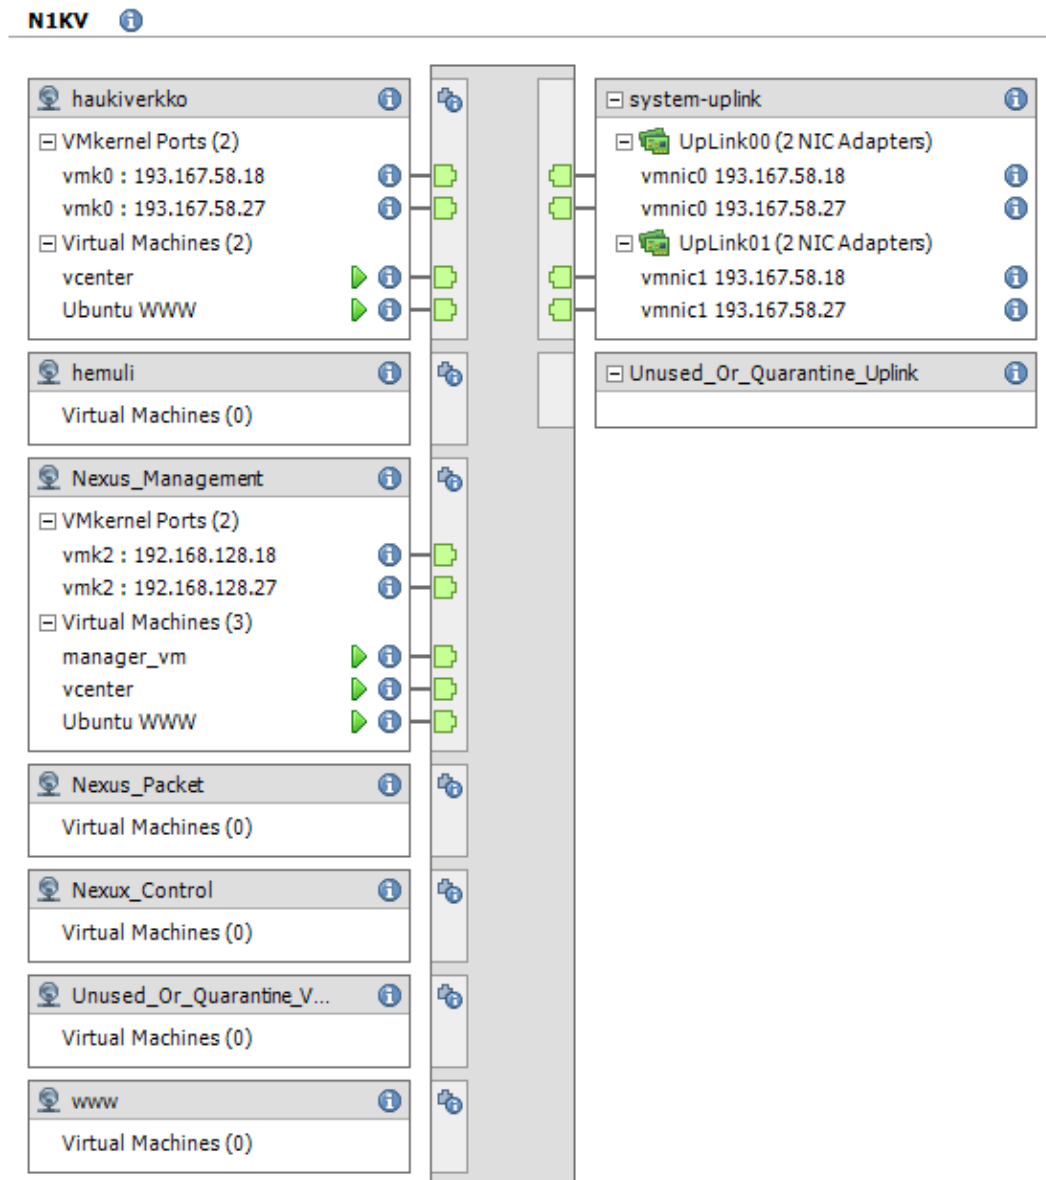 N1KV
haukiverkko
VMkernel Ports (2)
vmk0 : 193.167.58.18
vmk0 : 193.167.58.27
Virtual Machines (2)
vcenter
Ubuntu WWW
hemuli
Virtual Machines (0)
Nexus_Management
VMkernel Ports (2)
vmk2 : 192.168.128.18
vmk2 : 192.168.128.27
Virtual Machines (3)
manager_vm
vcenter
Ubuntu WWW
Nexus_Packet
Virtual Machines (0)
Nexux_Control
Virtual Machines (0)
Unused_Or_Quarantine_V...
Virtual Machines (0)
www
Virtual Machines (0)
system-uplink
UpLink00 (2 NIC Adapters)
vmnic0 193.167.58.18
vmnic0 193.167.58.27
UpLink01 (2 NIC Adapters)
vmnic1 193.167.58.18
vmnic1 193.167.58.27
Unused_Or_Quarantine_Uplink